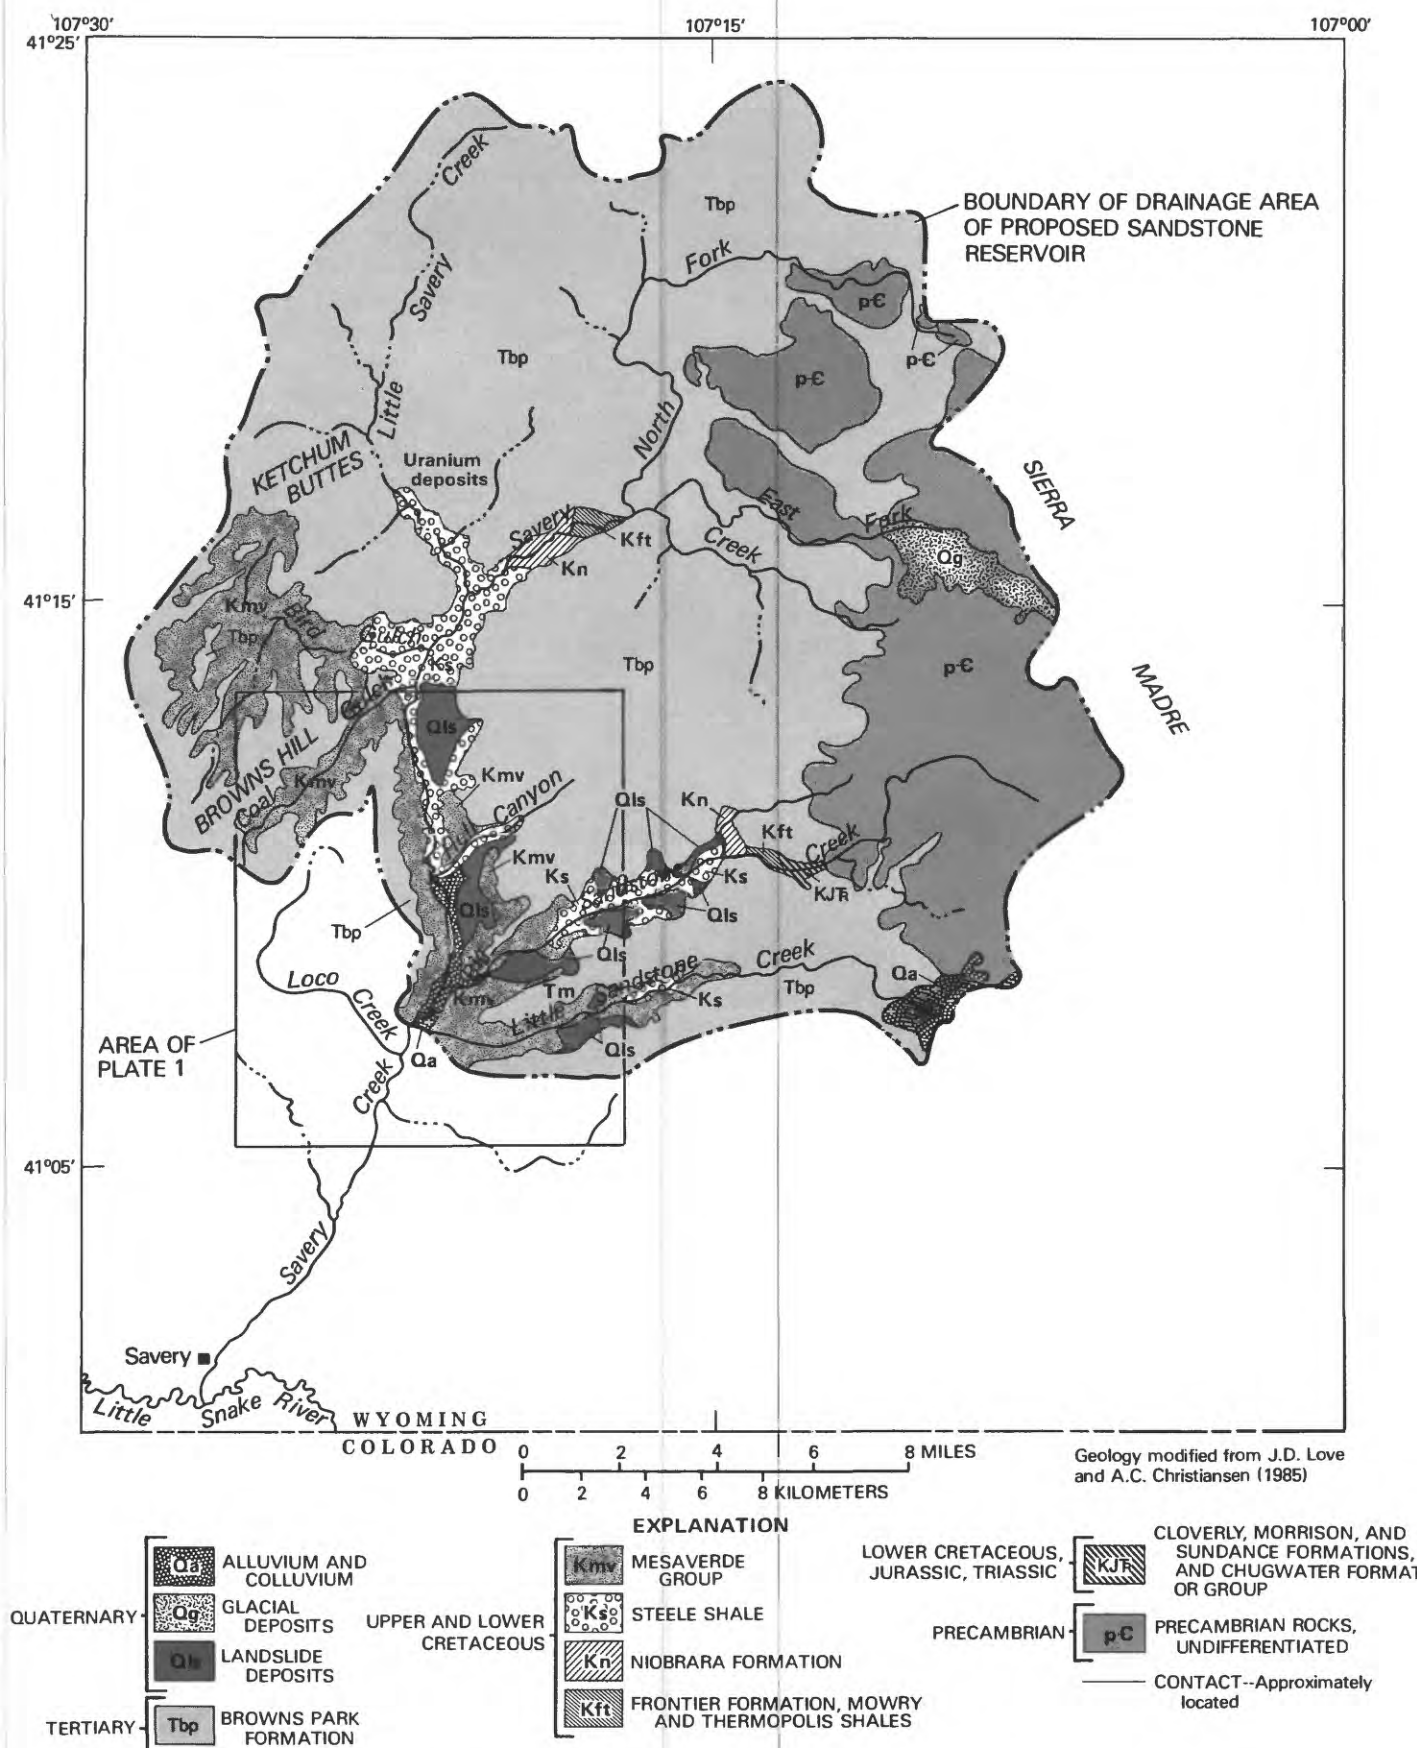 107°30'
107°15'
107°00'
41°25'
Creek
Tbp
BOUNDARY OF DRAINAGE AREA
OF PROPOSED SANDSTONE
RESERVOIR
Fork
Savery
p-Є
Tbp
p-Є
p-Є
Little
North
KETCHUM
BUTTES
Uranium
deposits
SIERRA
East
Fork
Savery
Kft
Creek
Qg
Kn
41°15'
Kmv
Bird
Tbp
Gulch
Ks
Tbp
p-Є
MADRE
Gulch
Qls
BROWNS HILL
Kmv
Kmv
Canyon
Qls
Kn
Coal
Kft
Creek
Kmv
Ks
Ks
KJTR
Qls
Qls
Tbp
Qls
Creek
Qa
Loco
Sandstone
Tm
Tbp
Kmv
Ks
Creek
Little
AREA OF
PLATE 1
Qa
Qls
Creek
41°05'
Savery
Savery
Little
Snake
River
WYOMING
COLORADO
0 2 4 6 8 MILES
0 2 4 6 8 KILOMETERS
Geology modified from J.D. Love
and A.C. Christiansen (1985)
EXPLANATION
QUATERNARY
Qa ALLUVIUM AND
COLLUVIUM
Qg GLACIAL
DEPOSITS
Qls LANDSLIDE
DEPOSITS
TERTIARY
Tbp BROWNS PARK
FORMATION
UPPER AND LOWER
CRETACEOUS
Kmv MESAVERDE
GROUP
Ks STEELE SHALE
Kn NIOBRARA FORMATION
Kft FRONTIER FORMATION, MOWRY
AND THERMOPOLIS SHALES
LOWER CRETACEOUS,
JURASSIC, TRIASSIC
KJTR CLOVERLY, MORRISON, AND
SUNDANCE FORMATIONS,
AND CHUGWATER FORMAT
OR GROUP
PRECAMBRIAN
p-Є PRECAMBRIAN ROCKS,
UNDIFFERENTIATED
CONTACT--Approximately
located